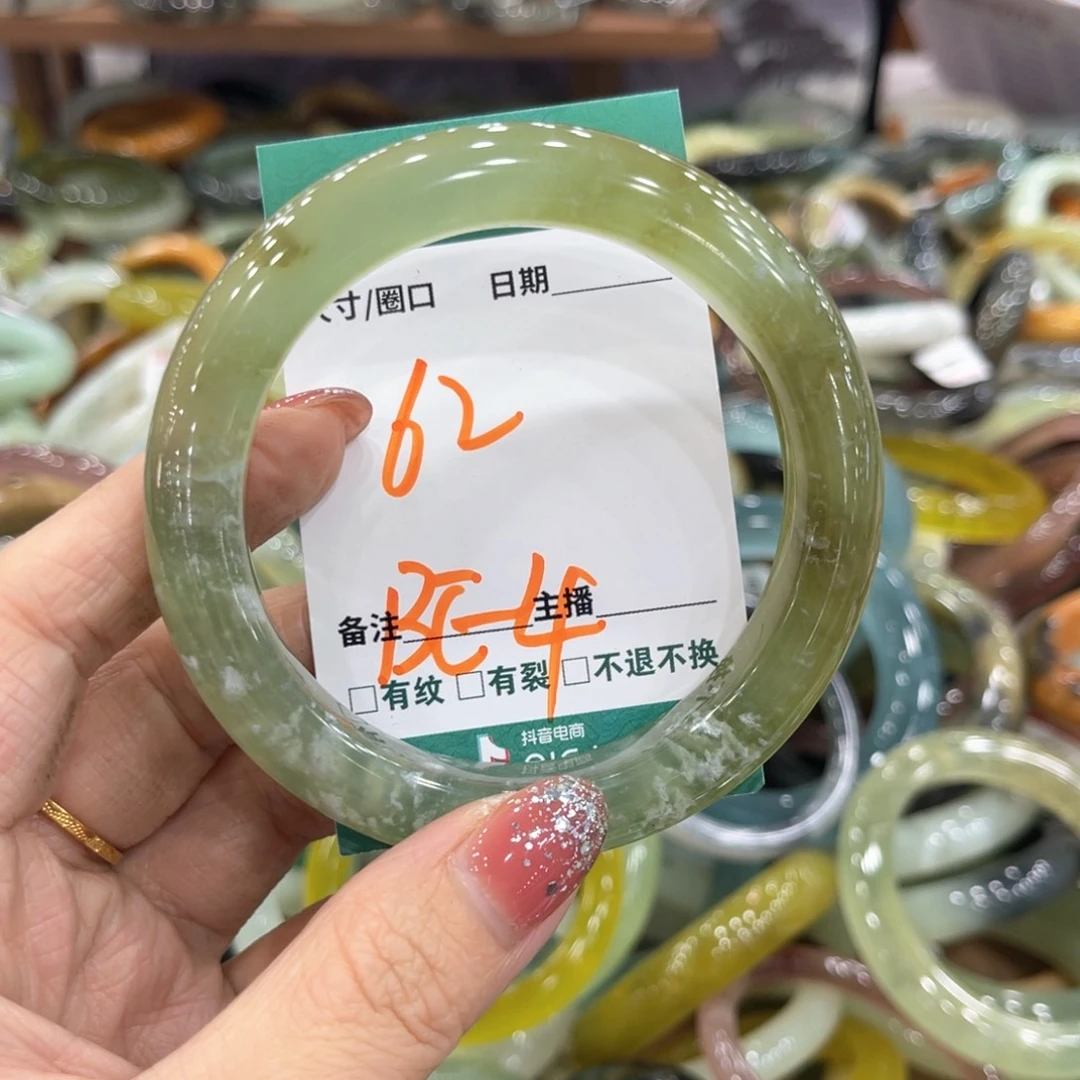 寸/圈口 日期
62
备注 主播
□有纹 □有裂 □不退不换
抖音电商